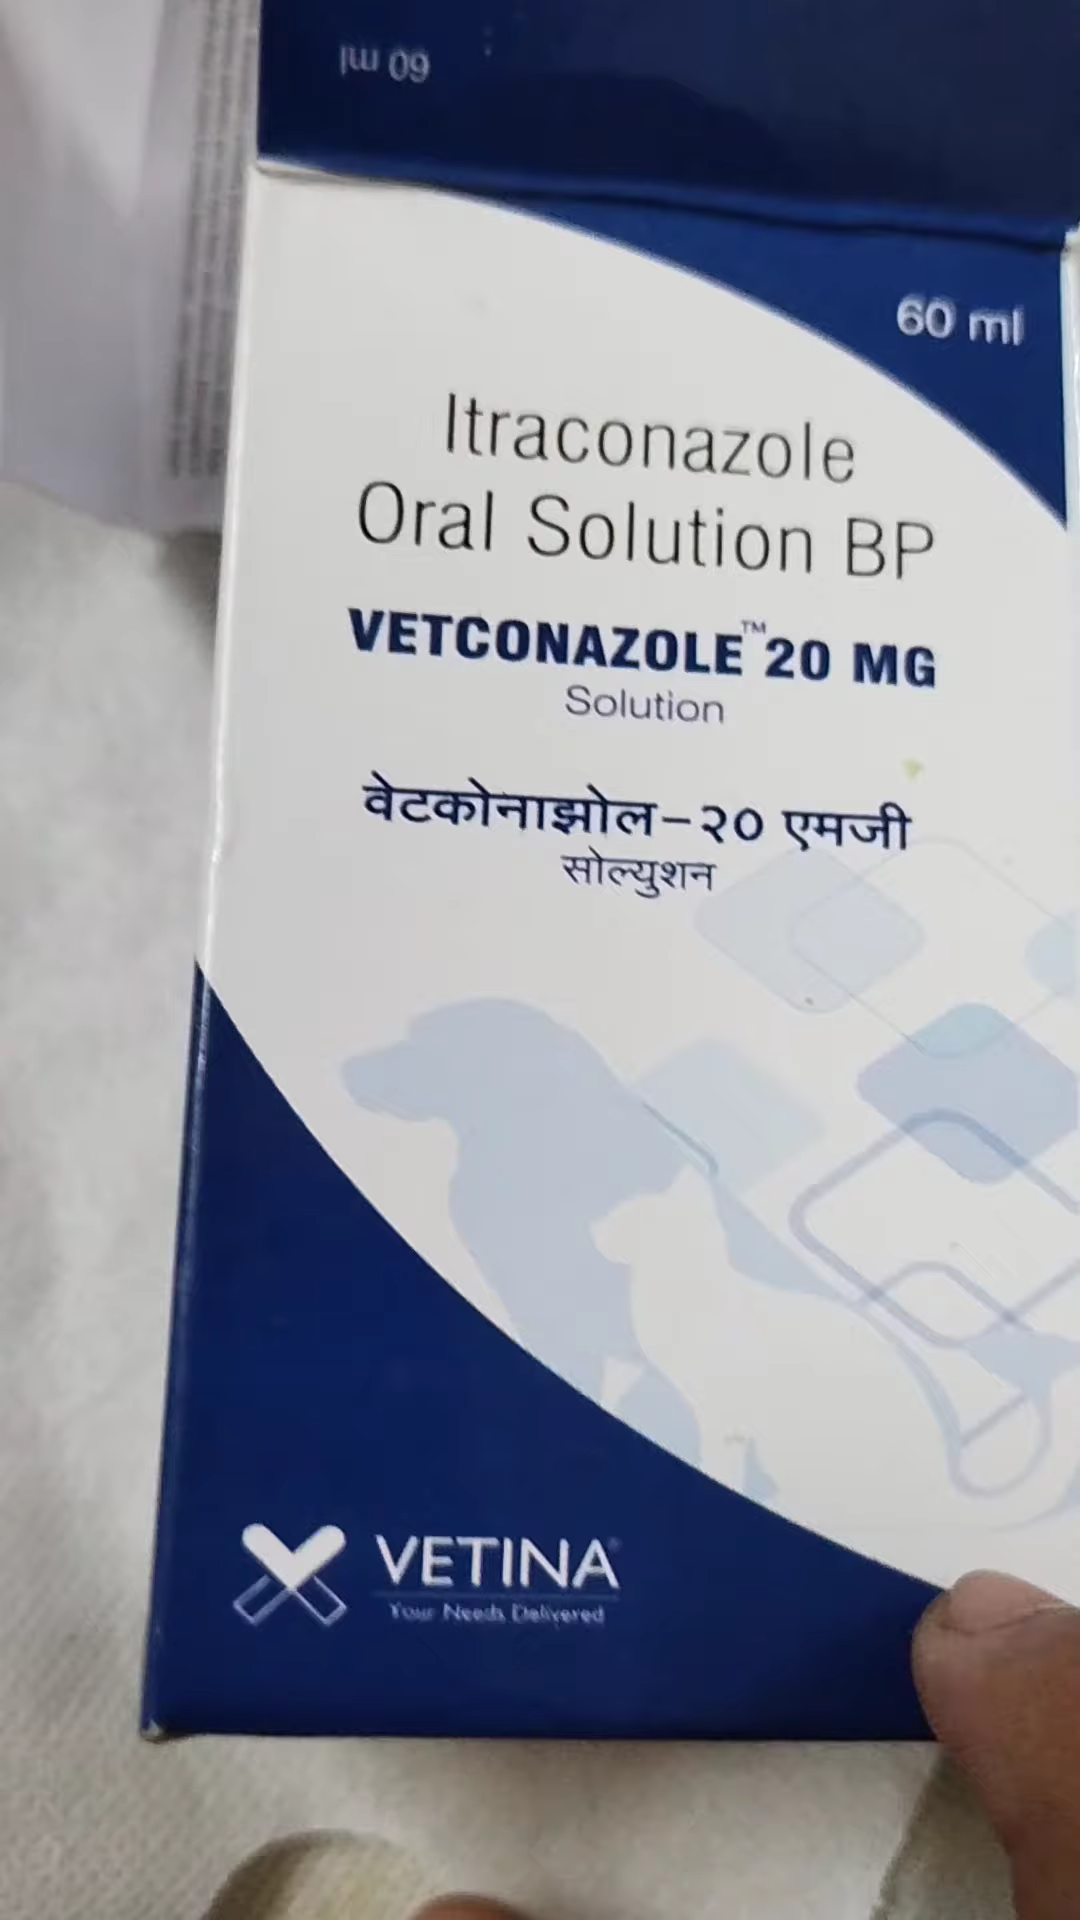 60 ml
60 ml
Itraconazole
Oral Solution BP
VETCONAZOLE™ 20 MG
Solution
वेटकोनाझोल-२० एमजी
सोल्युशन
VETINA®
Your Needs Delivered